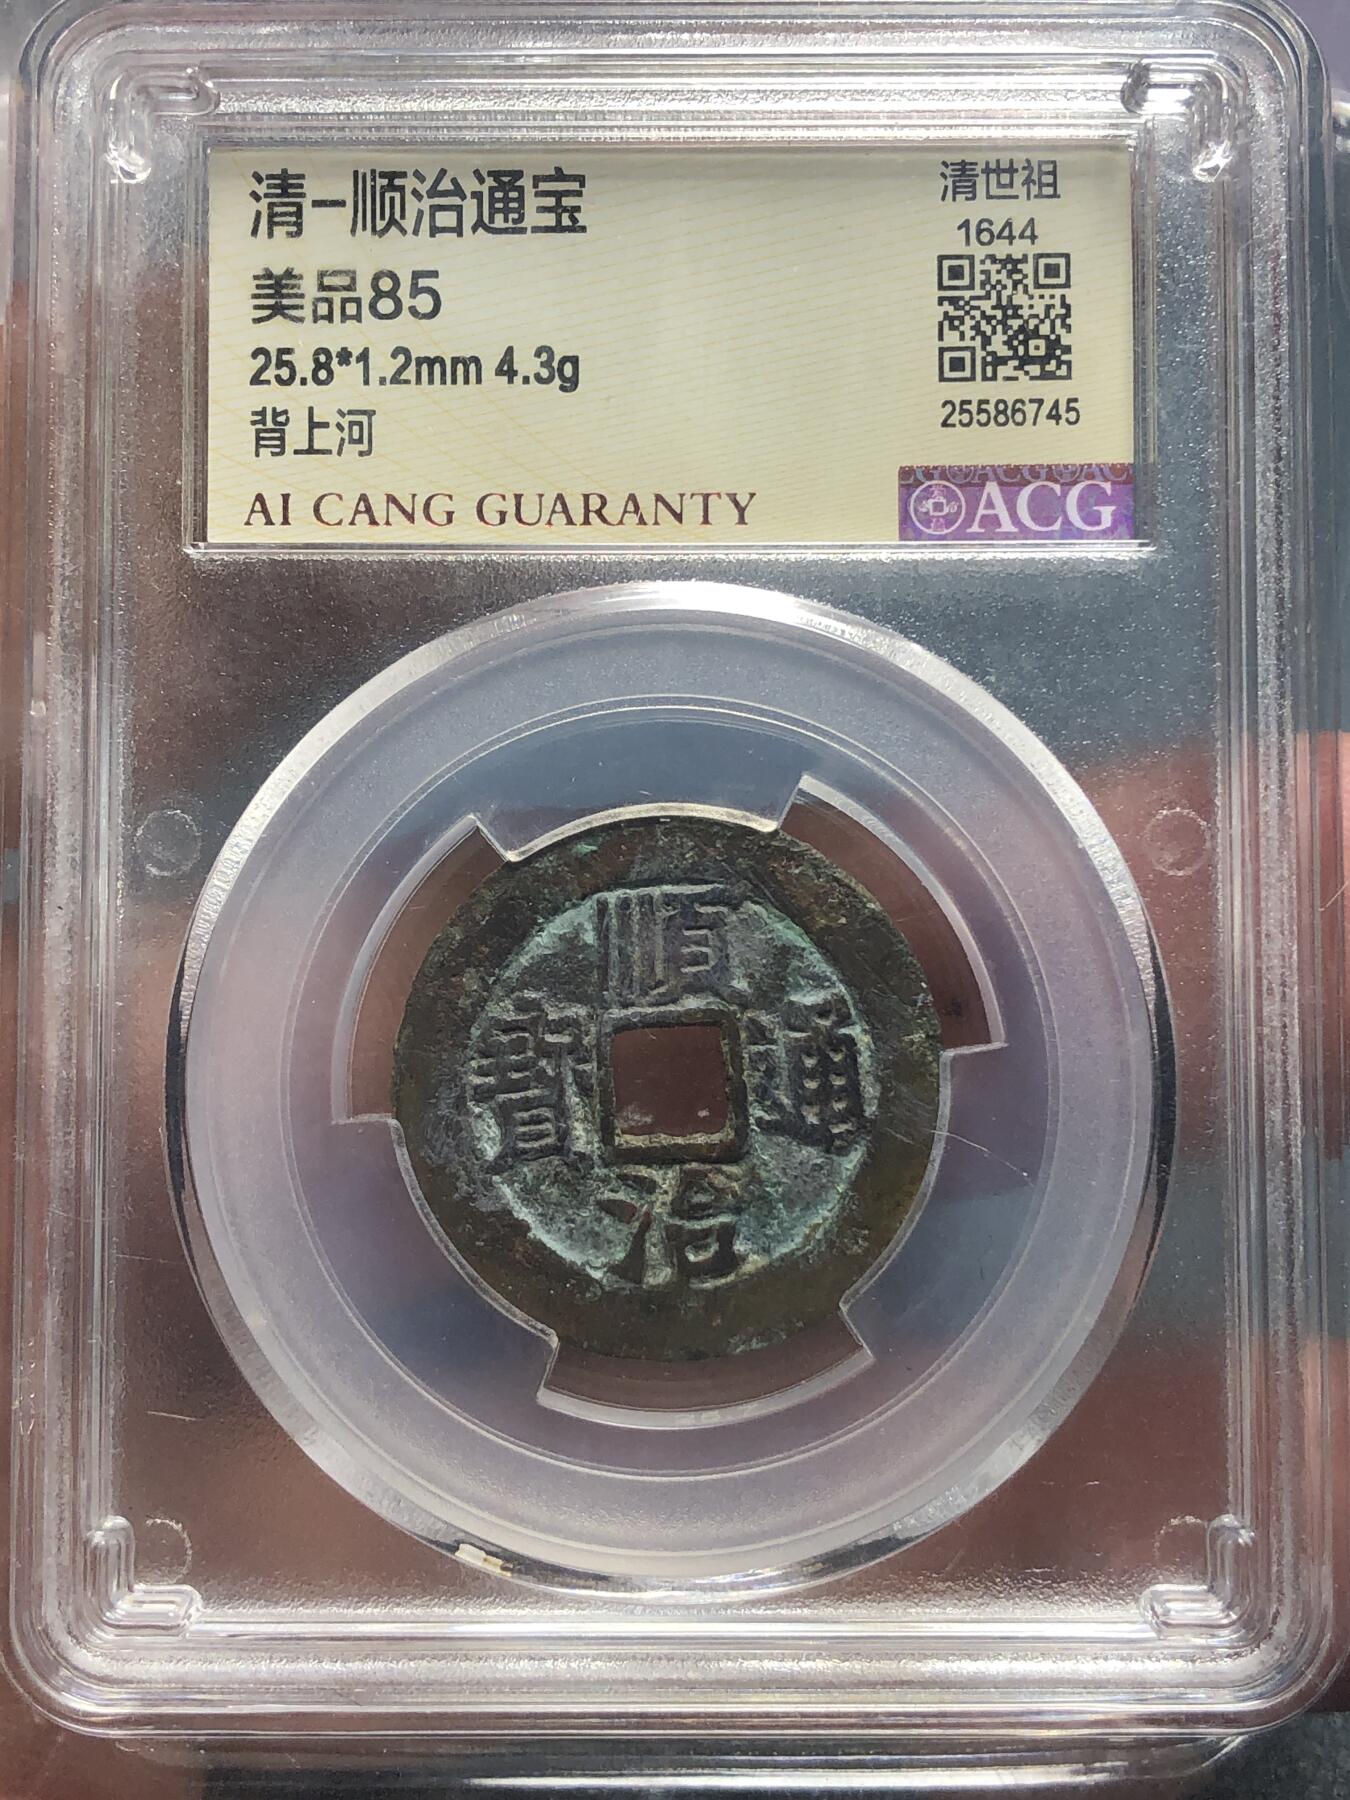 清-顺治通宝
美品85
25.8*1.2mm 4.3g
背上河
AI CANG GUARANTY
清世祖
1644
25586745
ACG
順
寶 通
治